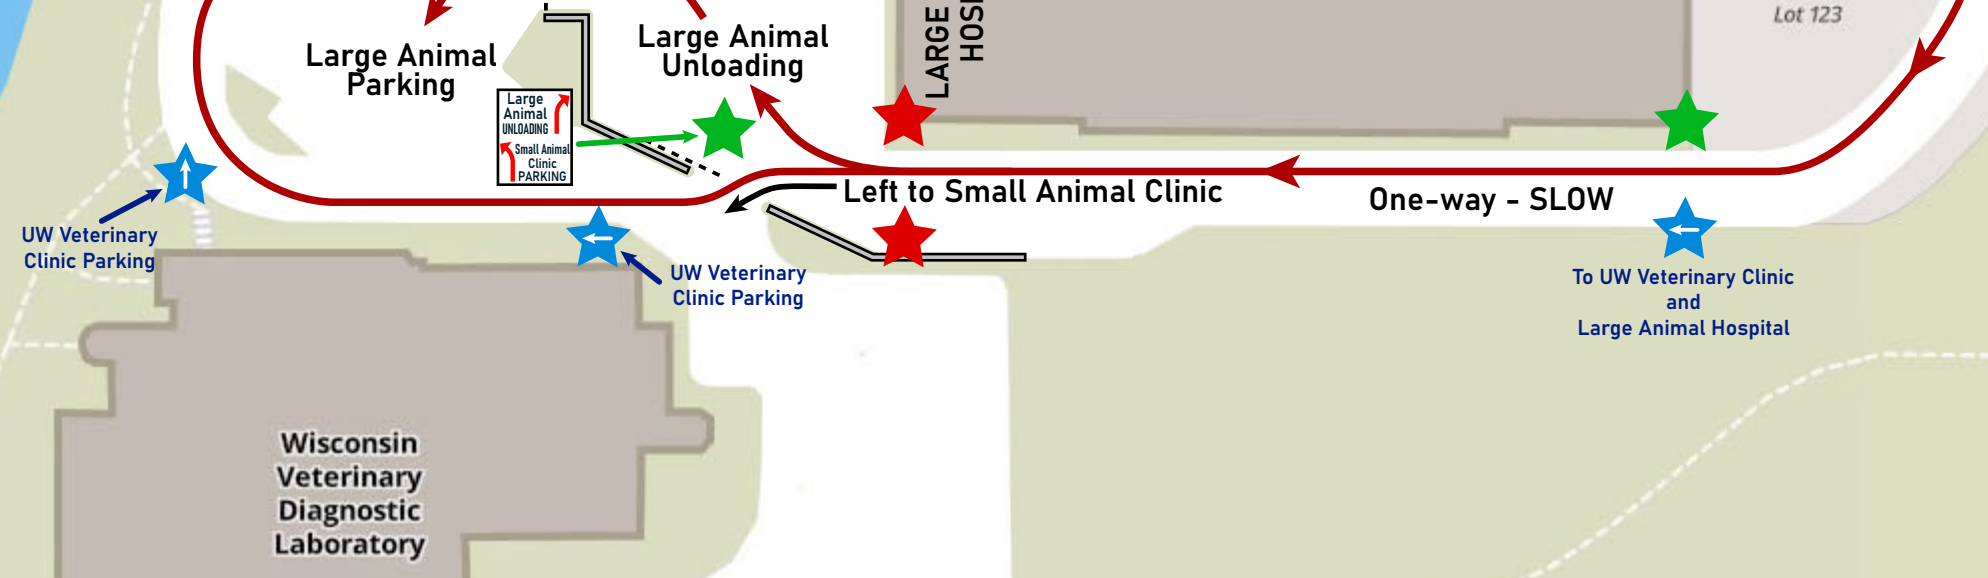 Large Animal
Parking
Large Animal
Unloading
LARGE
Lot 123
Large
Animal
UNLOADING
Small Animal
Clinic
PARKING
Left to Small Animal Clinic
One-way - SLOW
UW Veterinary
Clinic Parking
UW Veterinary
Clinic Parking
To UW Veterinary Clinic
and
Large Animal Hospital
Wisconsin
Veterinary
Diagnostic
Laboratory